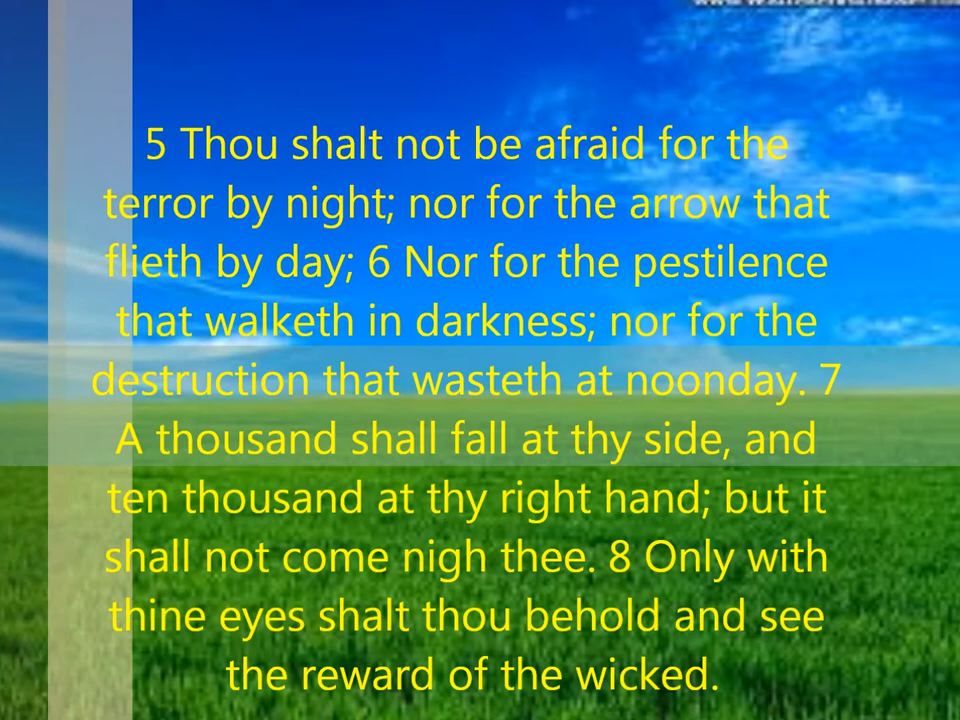 5 Thou shalt not be afraid for the
terror by night; nor for the arrow that
flieth by day; 6 Nor for the pestilence
that walketh in darkness; nor for the
destruction that wasteth at noonday. 7
A thousand shall fall at thy side, and
ten thousand at thy right hand; but it
shall not come nigh thee. 8 Only with
thine eyes shalt thou behold and see
the reward of the wicked.